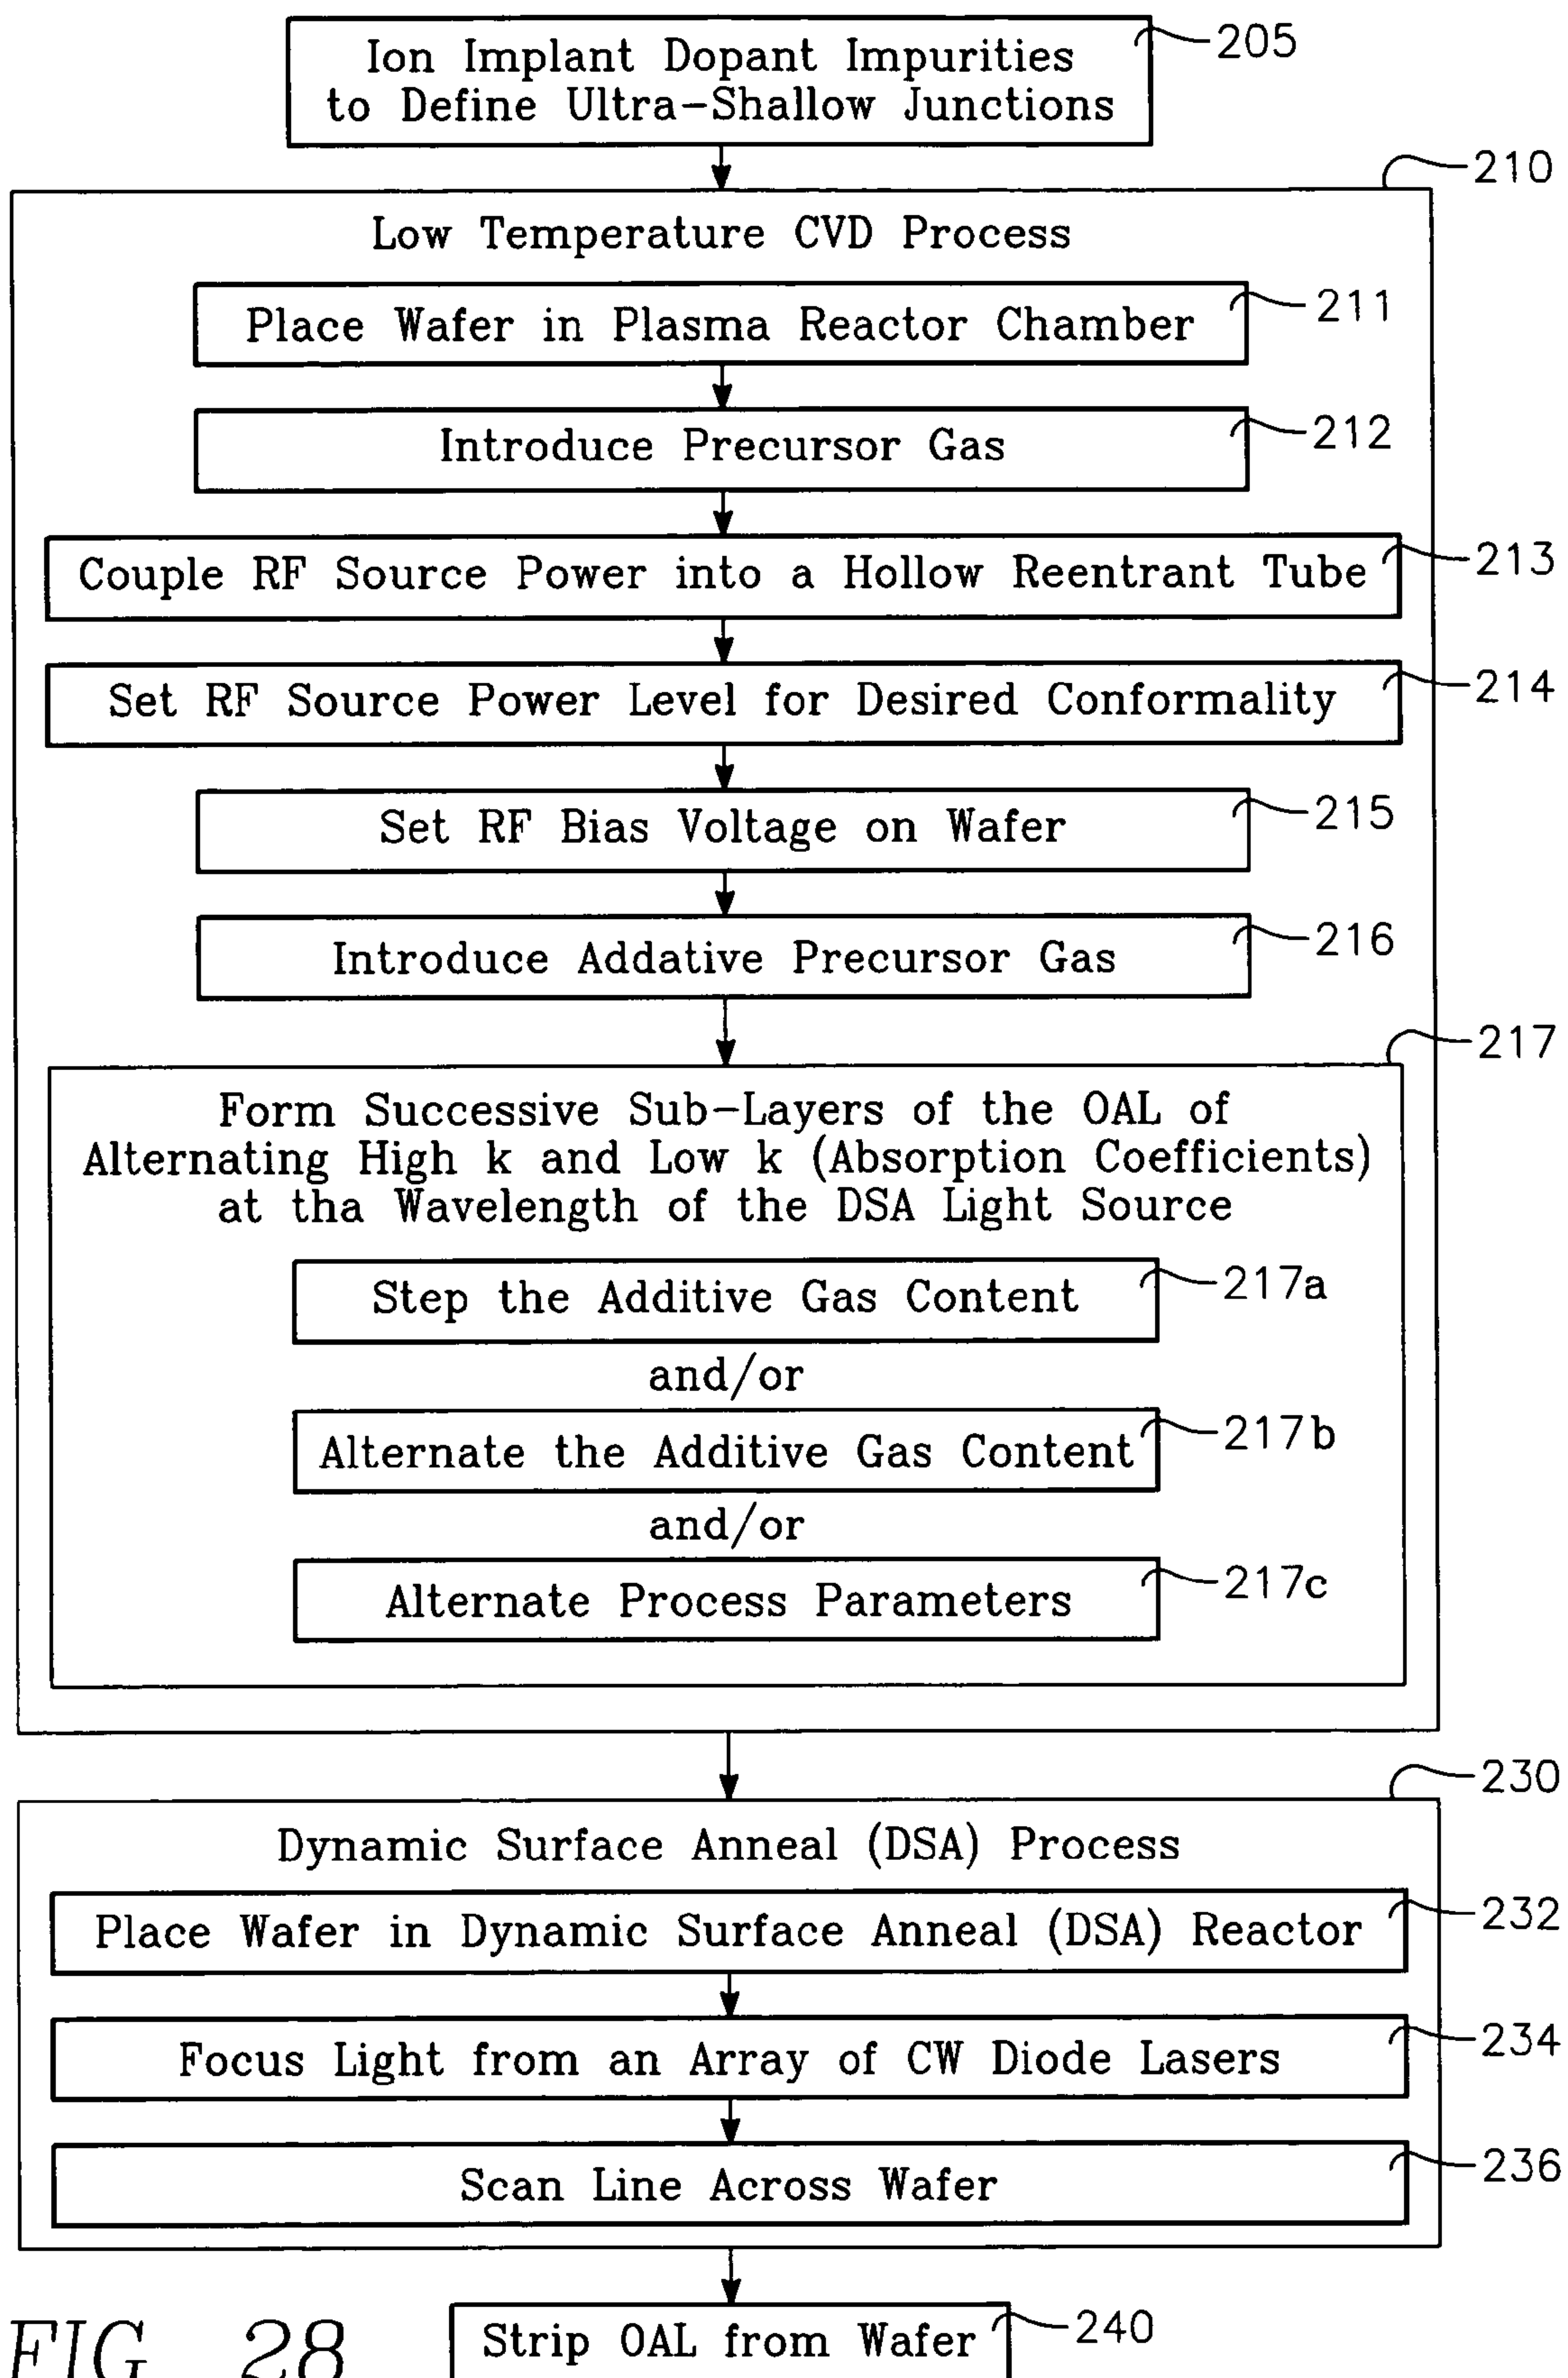 Ion Implant Dopant Impurities
to Define Ultra-Shallow Junctions
205
210
Low Temperature CVD Process
Place Wafer in Plasma Reactor Chamber
211
Introduce Precursor Gas
212
Couple RF Source Power into a Hollow Reentrant Tube
213
Set RF Source Power Level for Desired Conformality
214
Set RF Bias Voltage on Wafer
215
Introduce Addative Precursor Gas
216
217
Form Successive Sub-Layers of the OAL of
Alternating High k and Low k (Absorption Coefficients)
at tha Wavelength of the DSA Light Source
Step the Additive Gas Content
217a
and/or
Alternate the Additive Gas Content
217b
and/or
Alternate Process Parameters
217c
230
Dynamic Surface Anneal (DSA) Process
Place Wafer in Dynamic Surface Anneal (DSA) Reactor
232
Focus Light from an Array of CW Diode Lasers
234
Scan Line Across Wafer
236
Strip OAL from Wafer
240
FIG. 28